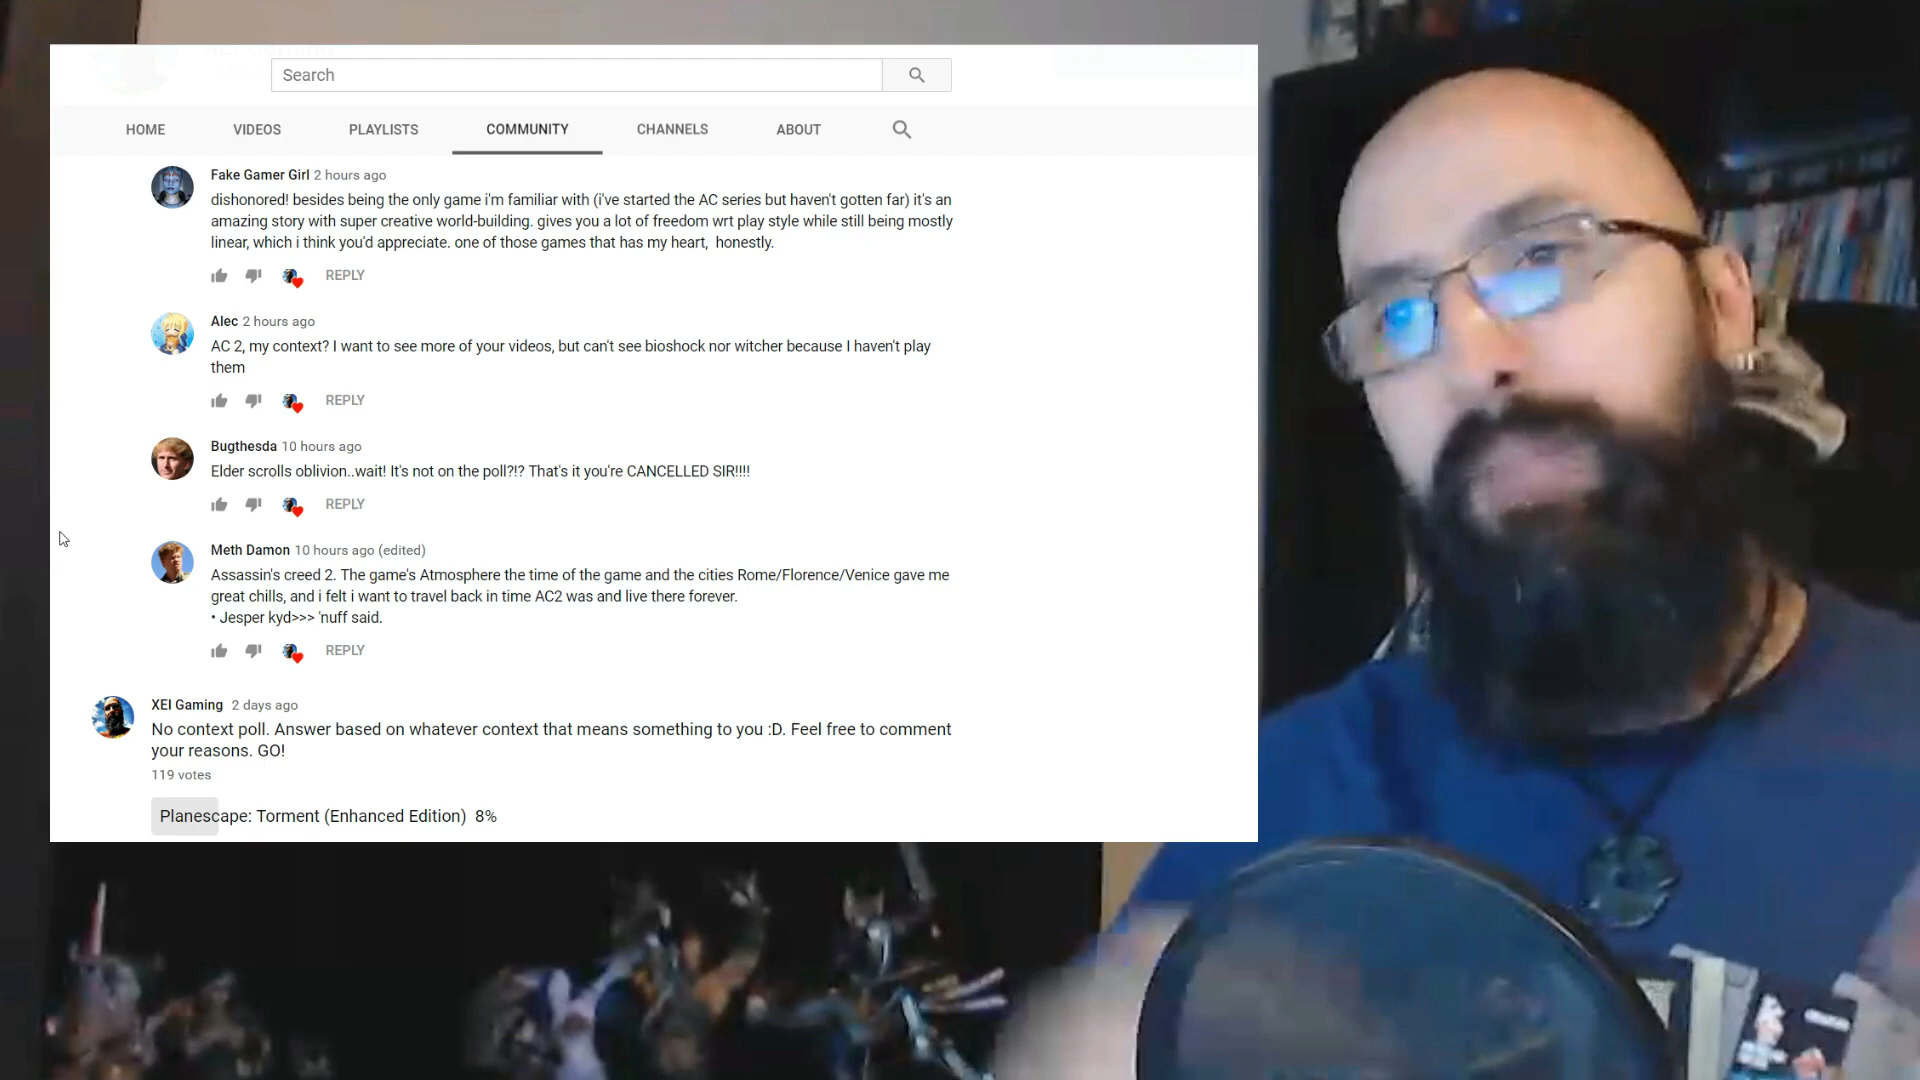 Search
HOME VIDEOS PLAYLISTS COMMUNITY CHANNELS ABOUT
Fake Gamer Girl 2 hours ago
dishonored! besides being the only game i'm familiar with (i've started the AC series but haven't gotten far) it's an
amazing story with super creative world-building. gives you a lot of freedom wrt play style while still being mostly
linear, which i think you'd appreciate. one of those games that has my heart, honestly.
REPLY
Alec 2 hours ago
AC 2, my context? I want to see more of your videos, but can't see bioshock nor witcher because I haven't play
them
REPLY
Bugthesda 10 hours ago
Elder scrolls oblivion..wait! It's not on the poll?!? That's it you're CANCELLED SIR!!!!
REPLY
Meth Damon 10 hours ago (edited)
Assassin's creed 2. The game's Atmosphere the time of the game and the cities Rome/Florence/Venice gave me
great chills, and i felt i want to travel back in time AC2 was and live there forever.
• Jesper kyd>>> 'nuff said.
REPLY
XEI Gaming 2 days ago
No context poll. Answer based on whatever context that means something to you :D. Feel free to comment
your reasons. GO!
119 votes
Planescape: Torment (Enhanced Edition) 8%